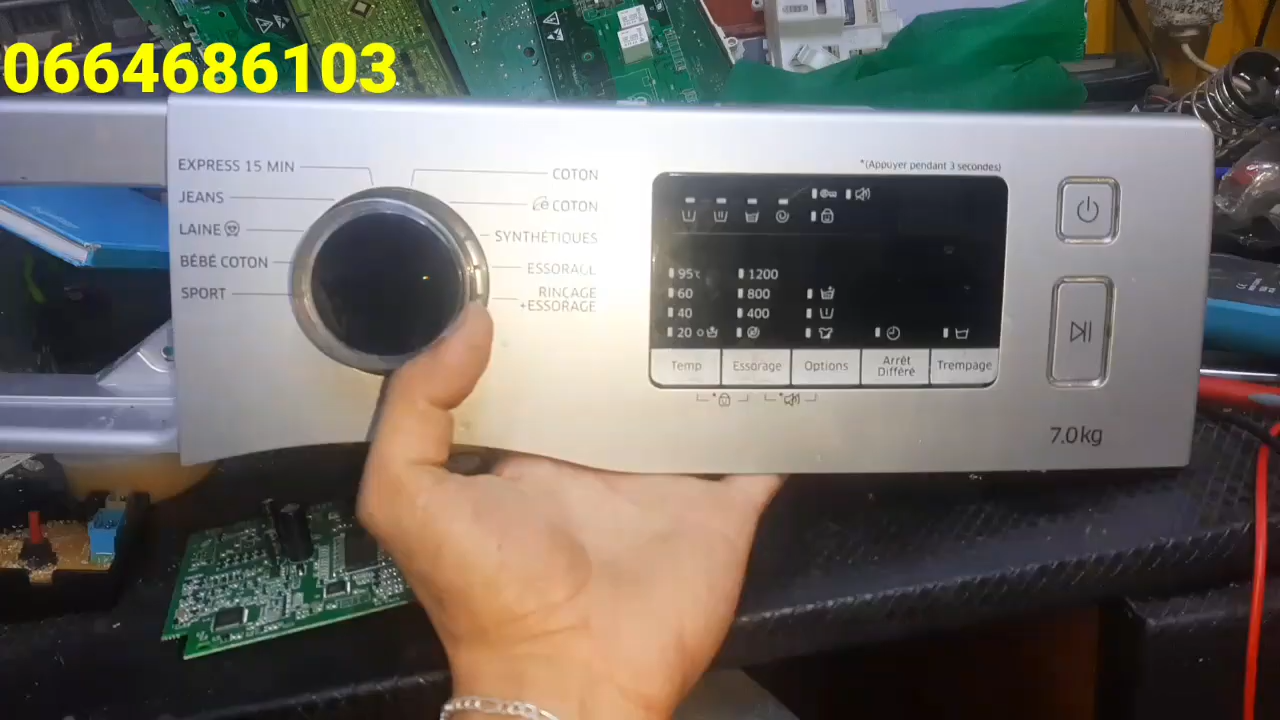 0664686103
*(Appuyer pendant 3 secondes)
EXPRESS 15 MIN
JEANS
LAINE
BÉBÉ COTON
SPORT
COTON
COTON
SYNTHÉTIQUES
ESSORAGE
RINÇAGE
+ESSORAGE
95℃ 1200
60 800
40 400
20
Temp Essorage Options Arrêt Différé Trempage
* *
7.0kg